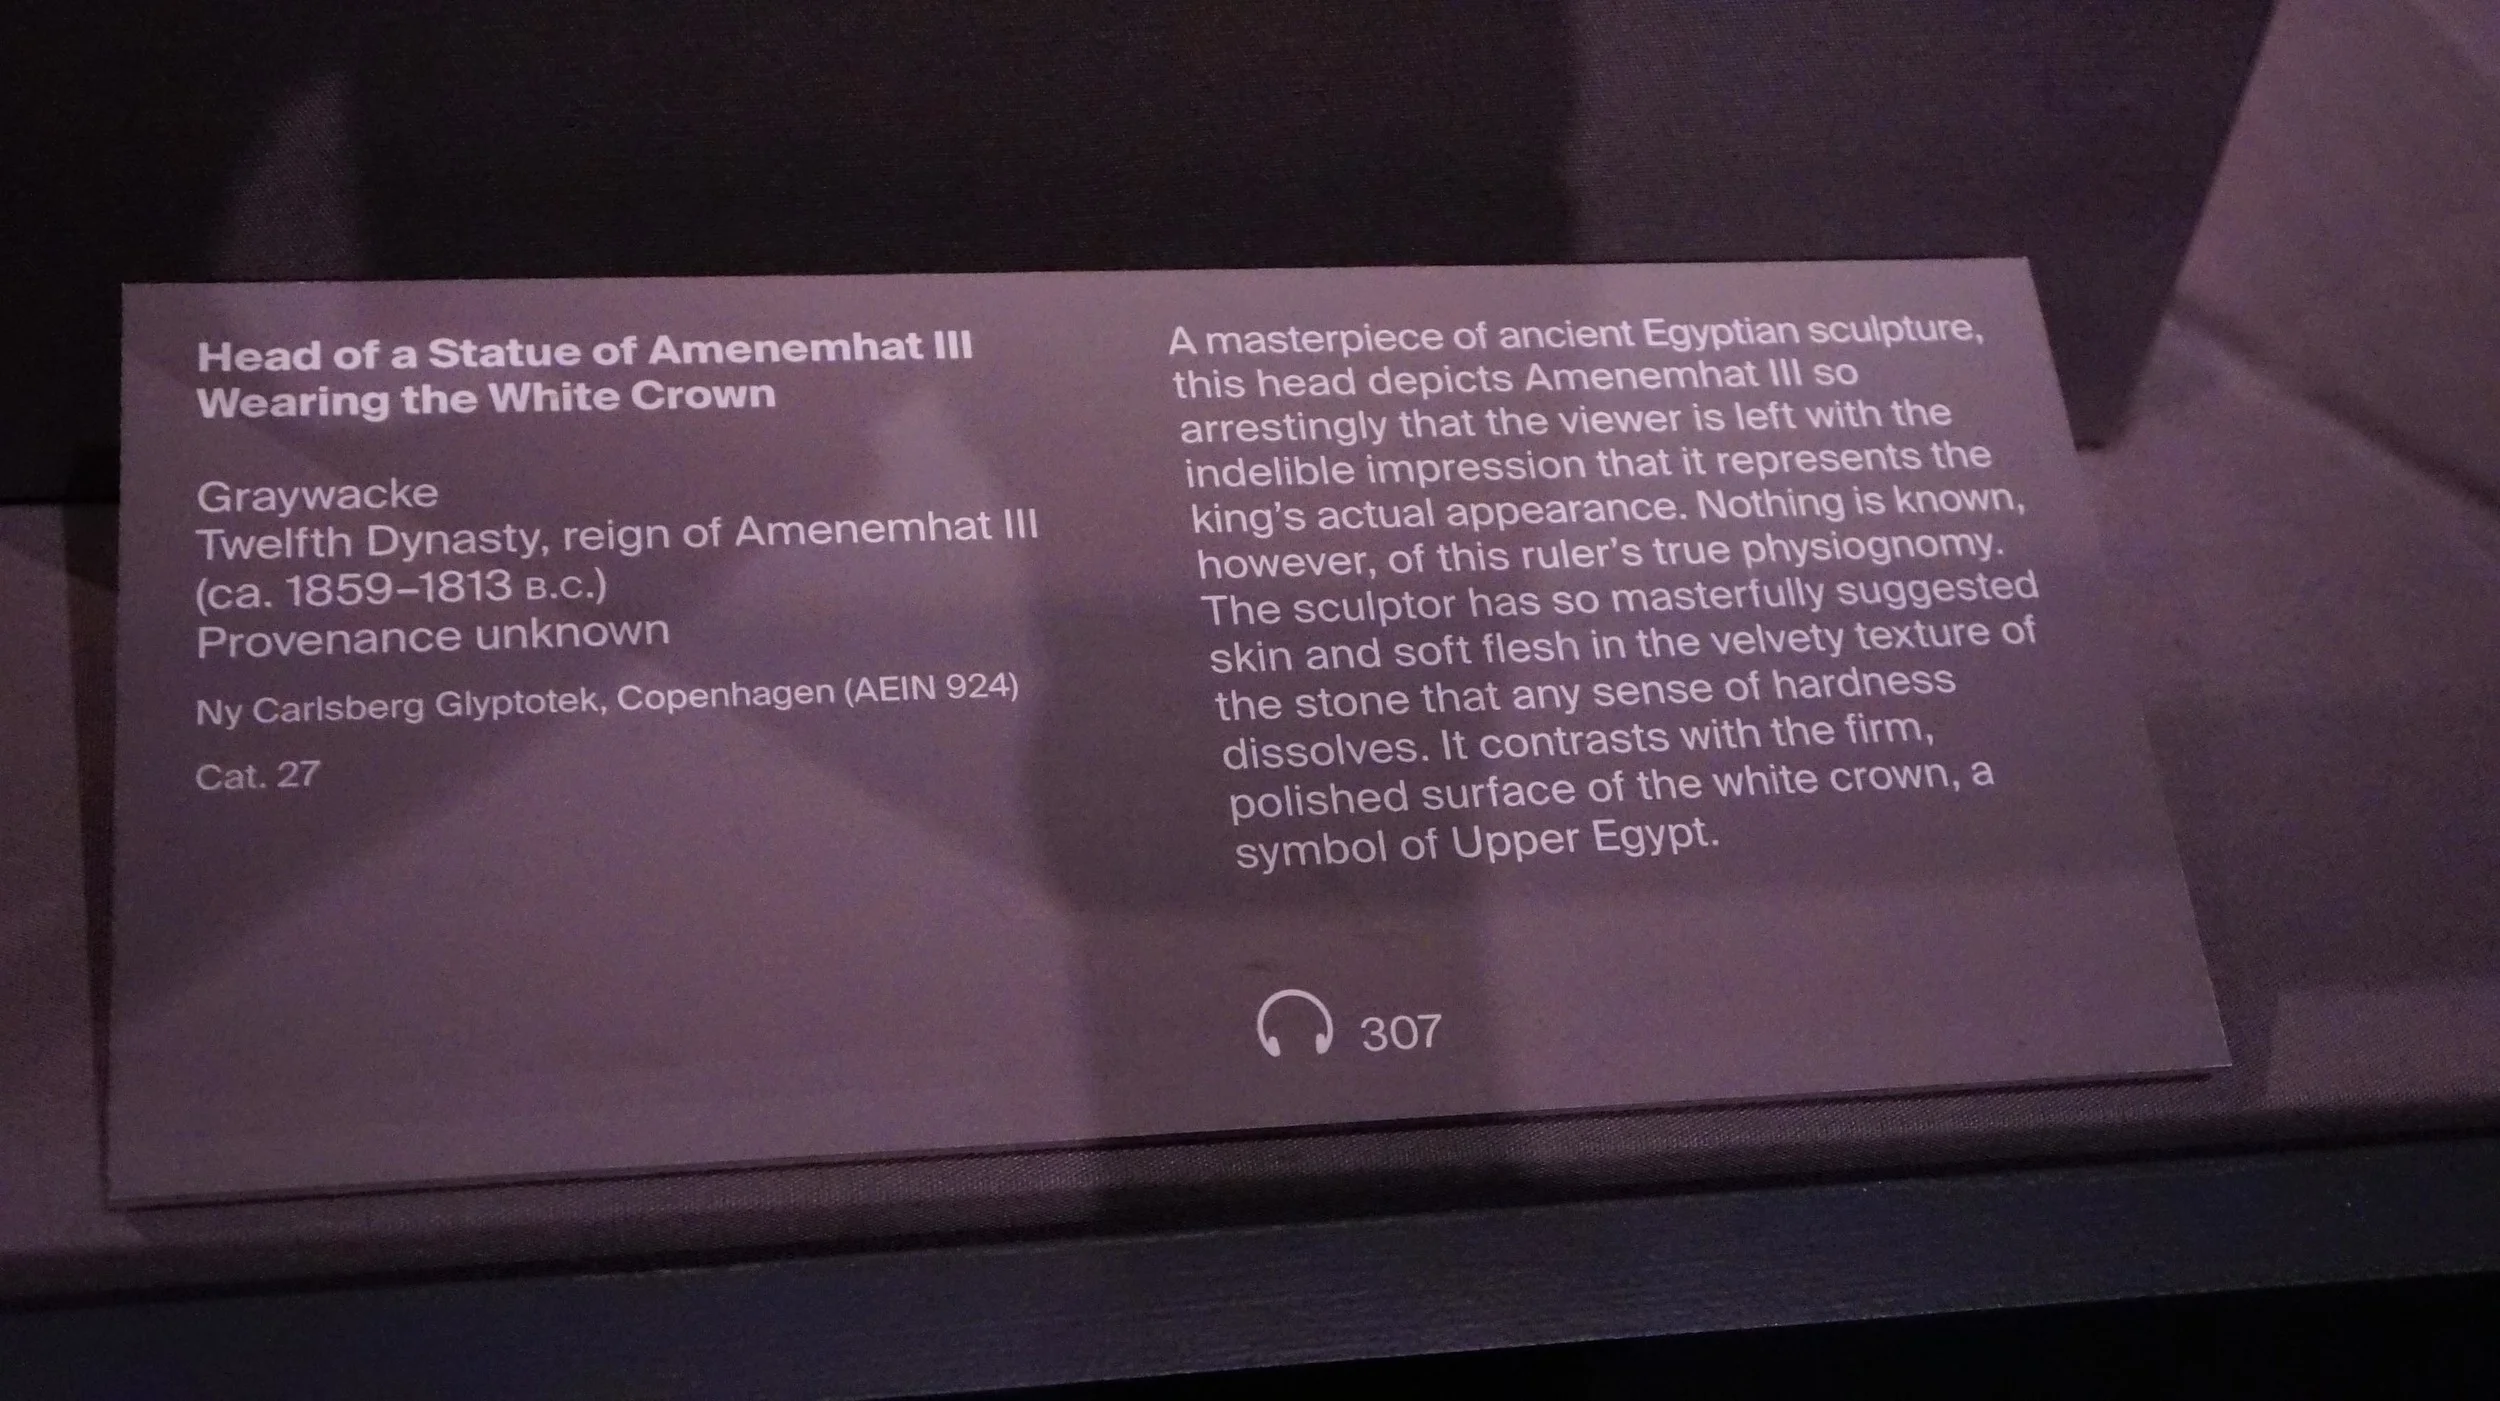 Head of a Statue of Amenemhat III
Wearing the White Crown
Graywacke
Twelfth Dynasty, reign of Amenemhat III
(ca. 1859–1813 B.C.)
Provenance unknown
Ny Carlsberg Glyptotek, Copenhagen (AEIN 924)
Cat. 27
A masterpiece of ancient Egyptian sculpture,
this head depicts Amenemhat III so
arrestingly that the viewer is left with the
indelible impression that it represents the
king's actual appearance. Nothing is known,
however, of this ruler's true physiognomy.
The sculptor has so masterfully suggested
skin and soft flesh in the velvety texture of
the stone that any sense of hardness
dissolves. It contrasts with the firm,
polished surface of the white crown, a
symbol of Upper Egypt.
307